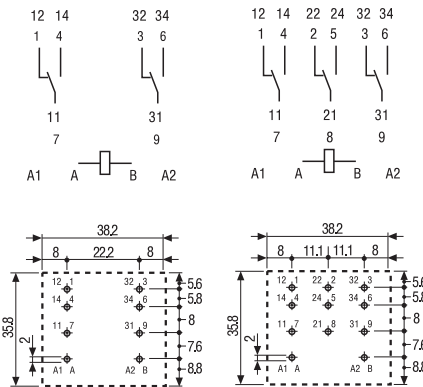 12 14 32 34
1 4 3 6
11 31
7 9
A1 A B A2
12 14 22 24 32 34
1 4 2 5 3 6
11 21 31
7 8 9
A1 A B A2
38.2
8 22.2 8
12 1 32 3
14 4 34 6
11 7 31 9
A1 A A2 B
35.8
2
5.6
5.8
8
7.6
8.8
38.2
8 11.1 11.1 8
12 1 22 2 32 3
14 4 24 5 34 6
11 7 21 8 31 9
A1 A A2 B
35.8
2
5.6
5.8
8
7.6
8.8